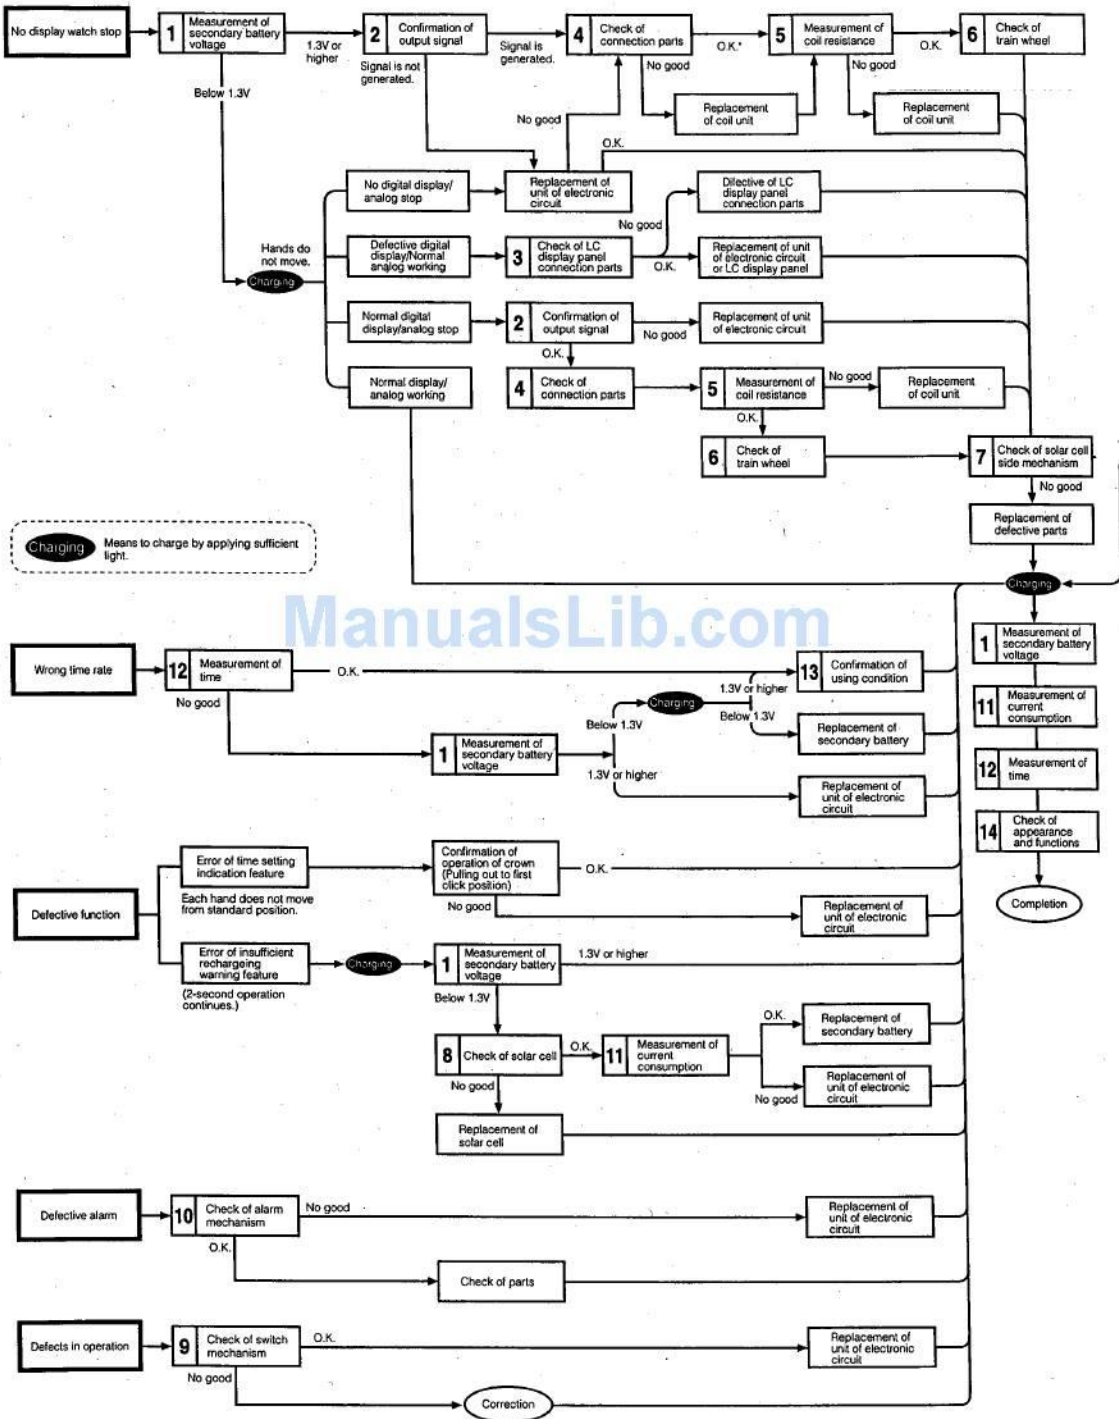 No display watch stop
1
Measurement of
secondary battery
voltage
1.3V or
higher
2
Confirmation of
output signal
Signal is
generated.
4
Check of
connection parts
O.K.*
5
Measurement of
coil resistance
O.K.
6
Check of
train wheel
Below 1.3V
Signal is not
generated.
No good
No good
Replacement
of coil unit
Replacement
of coil unit
No good
O.K.
No digital display/
analog stop
Replacement of
unit of electronic
circuit
Dilective of LC
display panel
connection parts
No good
Hands do
not move.
Charging
Defective digital
display/Normal
analog working
3
Check of LC
display panel
connection parts
O.K.
Replacement of unit
of electronic circuit
or LC display panel
Normal digital
display/analog stop
2
Confirmation of
output signal
No good
Replacement of unit
of electronic circuit
O.K.
Normal display/
analog working
4
Check of
connection parts
5
Measurement of
coil resistance
No good
Replacement
of coil unit
O.K.
6
Check of
train wheel
7
Check of solar cell
side mechanism
No good
Replacement of
defective parts
Charging
Means to charge by applying sufficient
light.
Charging
ManualsLib.com
1
Measurement of
secondary battery
voltage
11
Measurement of
current
consumption
12
Measurement of
time
14
Check of
appearance
and functions
Completion
Wrong time rate
12
Measurement of
time
O.K.
13
Confirmation of
using condition
No good
1.3V or higher
Charging
Below 1.3V
Below 1.3V
1
Measurement of
secondary battery
voltage
Replacement of
secondary battery
1.3V or higher
Replacement of
unit of electronic
circuit
Defective function
Error of time setting
indication feature
Each hand does not move
from standard position.
Confirmation of
operation of crown
(Pulling out to first
click position)
O.K.
No good
Replacement of
unit of electronic
circuit
Error of insufficient
rechargeing
warning feature
(2-second operation
continues.)
Charging
1
Measurement of
secondary battery
voltage
1.3V or higher
Below 1.3V
8
Check of solar cell
O.K.
11
Measurement of
current
consumption
O.K.
Replacement of
secondary battery
No good
Replacement of
unit of electronic
circuit
No good
Replacement of
solar cell
Defective alarm
10
Check of alarm
mechanism
No good
Replacement of
unit of electronic
circuit
O.K.
Check of parts
Defects in operation
9
Check of switch
mechanism
O.K.
Replacement of
unit of electronic
circuit
No good
Correction